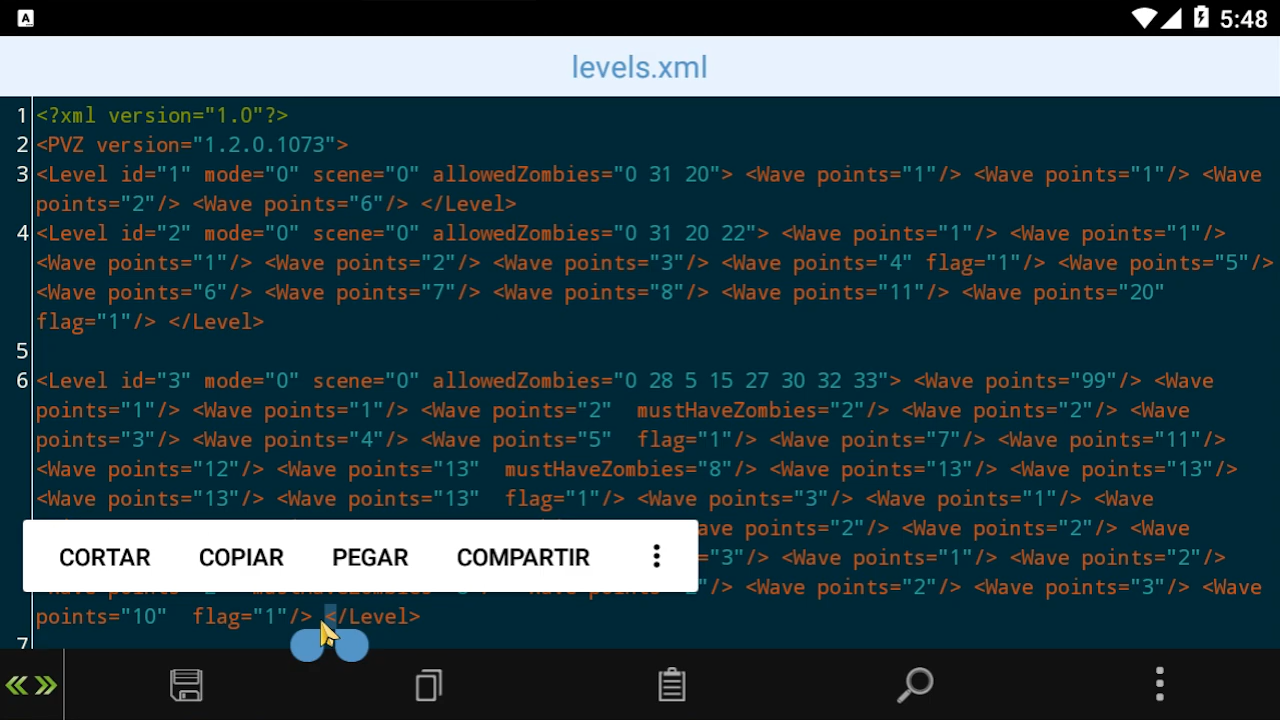 A
5:48
levels.xml
1 <?xml version="1.0"?>
2 <PVZ version="1.2.0.1073">
3 <Level id="1" mode="0" scene="0" allowedZombies="0 31 20"> <Wave points="1"/> <Wave points="1"/> <Wave
points="2"/> <Wave points="6"/> </Level>
4 <Level id="2" mode="0" scene="0" allowedZombies="0 31 20 22"> <Wave points="1"/> <Wave points="1"/>
<Wave points="1"/> <Wave points="2"/> <Wave points="3"/> <Wave points="4" flag="1"/> <Wave points="5"/>
<Wave points="6"/> <Wave points="7"/> <Wave points="8"/> <Wave points="11"/> <Wave points="20"
flag="1"/> </Level>
5
6 <Level id="3" mode="0" scene="0" allowedZombies="0 28 5 15 27 30 32 33"> <Wave points="99"/> <Wave
points="1"/> <Wave points="1"/> <Wave points="2"  mustHaveZombies="2"/> <Wave points="2"/> <Wave
points="3"/> <Wave points="4"/> <Wave points="5"  flag="1"/> <Wave points="7"/> <Wave points="11"/>
<Wave points="12"/> <Wave points="13"  mustHaveZombies="8"/> <Wave points="13"/> <Wave points="13"/>
<Wave points="13"/> <Wave points="13"  flag="1"/> <Wave points="3"/> <Wave points="1"/> <Wave
points="2"/> <Wave points="2"/> <Wave
CORTAR COPIAR PEGAR COMPARTIR
="3"/> <Wave points="1"/> <Wave points="2"/>
"/> <Wave points="2"/> <Wave points="3"/> <Wave
points="10"  flag="1"/> </Level>
7